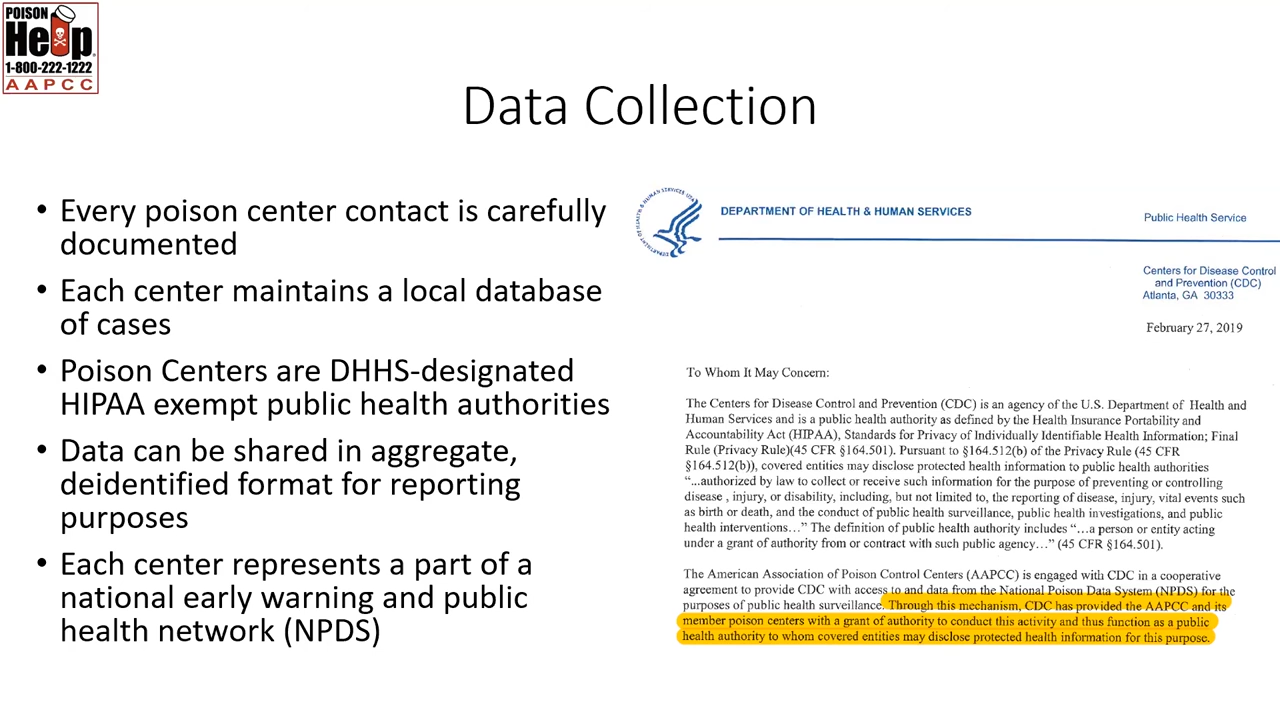 POISON
Help
1-800-222-1222
AAPCC
Data Collection
• Every poison center contact is carefully
documented
• Each center maintains a local database
of cases
• Poison Centers are DHHS-designated
HIPAA exempt public health authorities
• Data can be shared in aggregate,
deidentified format for reporting
purposes
• Each center represents a part of a
national early warning and public
health network (NPDS)
DEPARTMENT OF HEALTH & HUMAN SERVICES
Public Health Service
Centers for Disease Control
and Prevention (CDC)
Atlanta, GA 30333
February 27, 2019
To Whom It May Concern:
The Centers for Disease Control and Prevention (CDC) is an agency of the U.S. Department of Health and
Human Services and is a public health authority as defined by the Health Insurance Portability and
Accountability Act (HIPAA), Standards for Privacy of Individually Identifiable Health Information; Final
Rule (Privacy Rule)(45 CFR §164.501). Pursuant to §164.512(b) of the Privacy Rule (45 CFR
§164.512(b)), covered entities may disclose protected health information to public health authorities
“...authorized by law to collect or receive such information for the purpose of preventing or controlling
disease , injury, or disability, including, but not limited to, the reporting of disease, injury, vital events such
as birth or death, and the conduct of public health surveillance, public health investigations, and public
health interventions…” The definition of public health authority includes “…a person or entity acting
under a grant of authority from or contract with such public agency…” (45 CFR §164.501).
The American Association of Poison Control Centers (AAPCC) is engaged with CDC in a cooperative
agreement to provide CDC with access to and data from the National Poison Data System (NPDS) for the
purposes of public health surveillance. Through this mechanism, CDC has provided the AAPCC and its
member poison centers with a grant of authority to conduct this activity and thus function as a public
health authority to whom covered entities may disclose protected health information for this purpose.